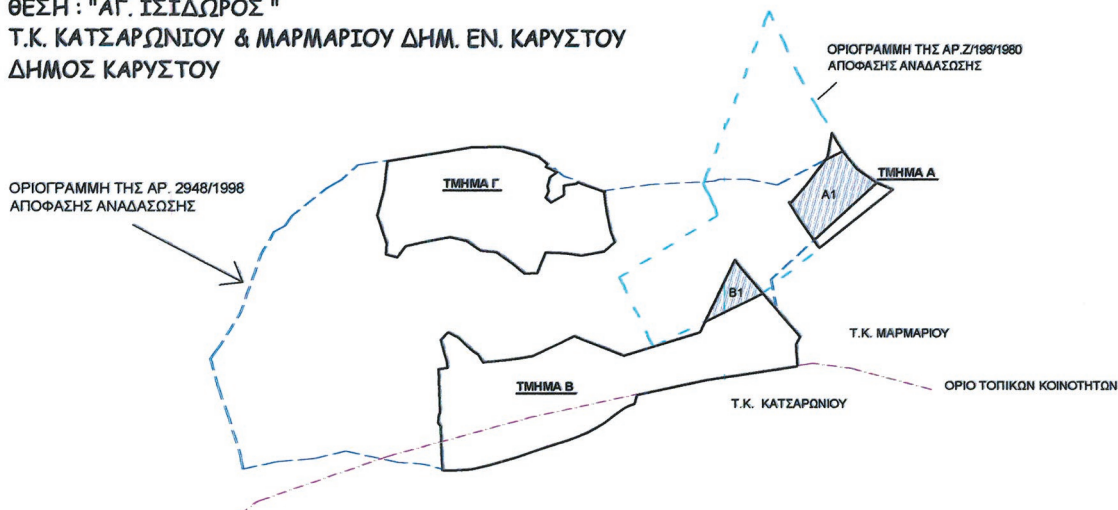 ΘΕΣΗ : "ΑΓ. ΙΣΙΔΩΡΟΣ "
Τ.Κ. ΚΑΤΣΑΡΩΝΙΟΥ & ΜΑΡΜΑΡΙΟΥ ΔΗΜ. ΕΝ. ΚΑΡΥΣΤΟΥ
ΔΗΜΟΣ ΚΑΡΥΣΤΟΥ
ΟΡΙΟΓΡΑΜΜΗ ΤΗΣ ΑΡ.Ζ/196/1980
ΑΠΟΦΑΣΗΣ ΑΝΑΔΑΣΩΣΗΣ
ΤΜΗΜΑ Γ
ΤΜΗΜΑ Α
Α1
ΟΡΙΟΓΡΑΜΜΗ ΤΗΣ ΑΡ. 2948/1998
ΑΠΟΦΑΣΗΣ ΑΝΑΔΑΣΩΣΗΣ
Β1
Τ.Κ. ΜΑΡΜΑΡΙΟΥ
ΤΜΗΜΑ Β
ΟΡΙΟ ΤΟΠΙΚΩΝ ΚΟΙΝΟΤΗΤΩΝ
Τ.Κ. ΚΑΤΣΑΡΩΝΙΟΥ